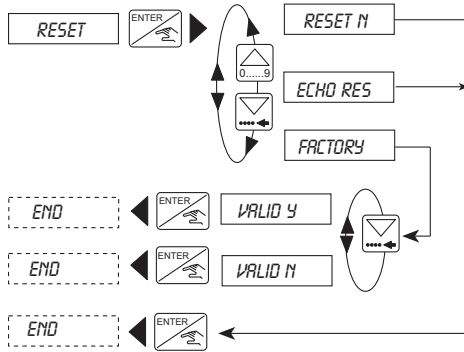 RESET
ENTER
RESET N
0......9
ECHO RES
FACTORY
END
ENTER
VALID Y
END
ENTER
VALID N
END
ENTER